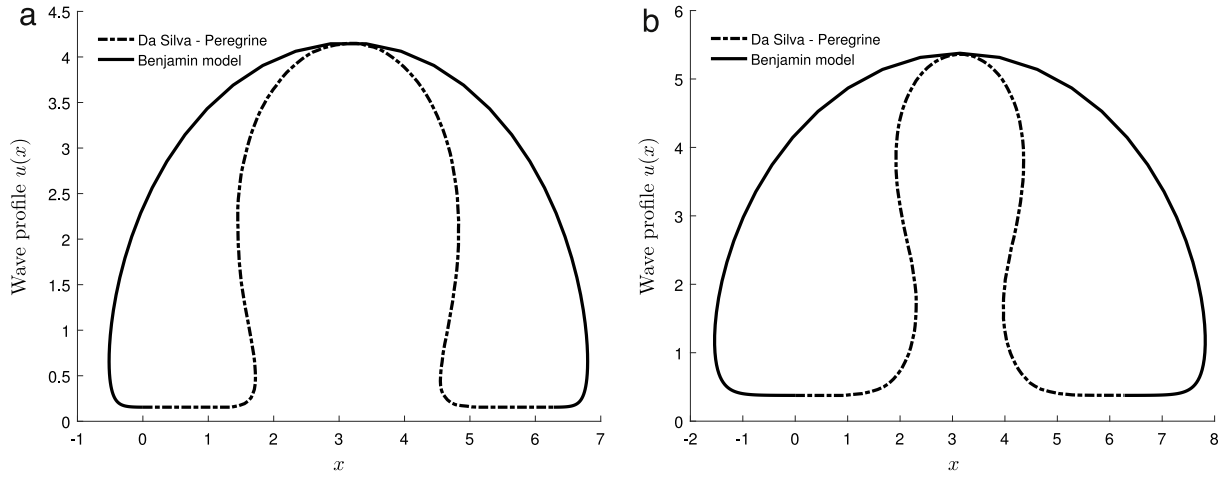 a
Da Silva - Peregrine
Benjamin model
Wave profile u(x)
4.5
4
3.5
3
2.5
2
1.5
1
0.5
0
-1 0 1 2 3 4 5 6 7
x
b
Da Silva - Peregrine
Benjamin model
Wave profile u(x)
6
5
4
3
2
1
0
-2 -1 0 1 2 3 4 5 6 7 8
x